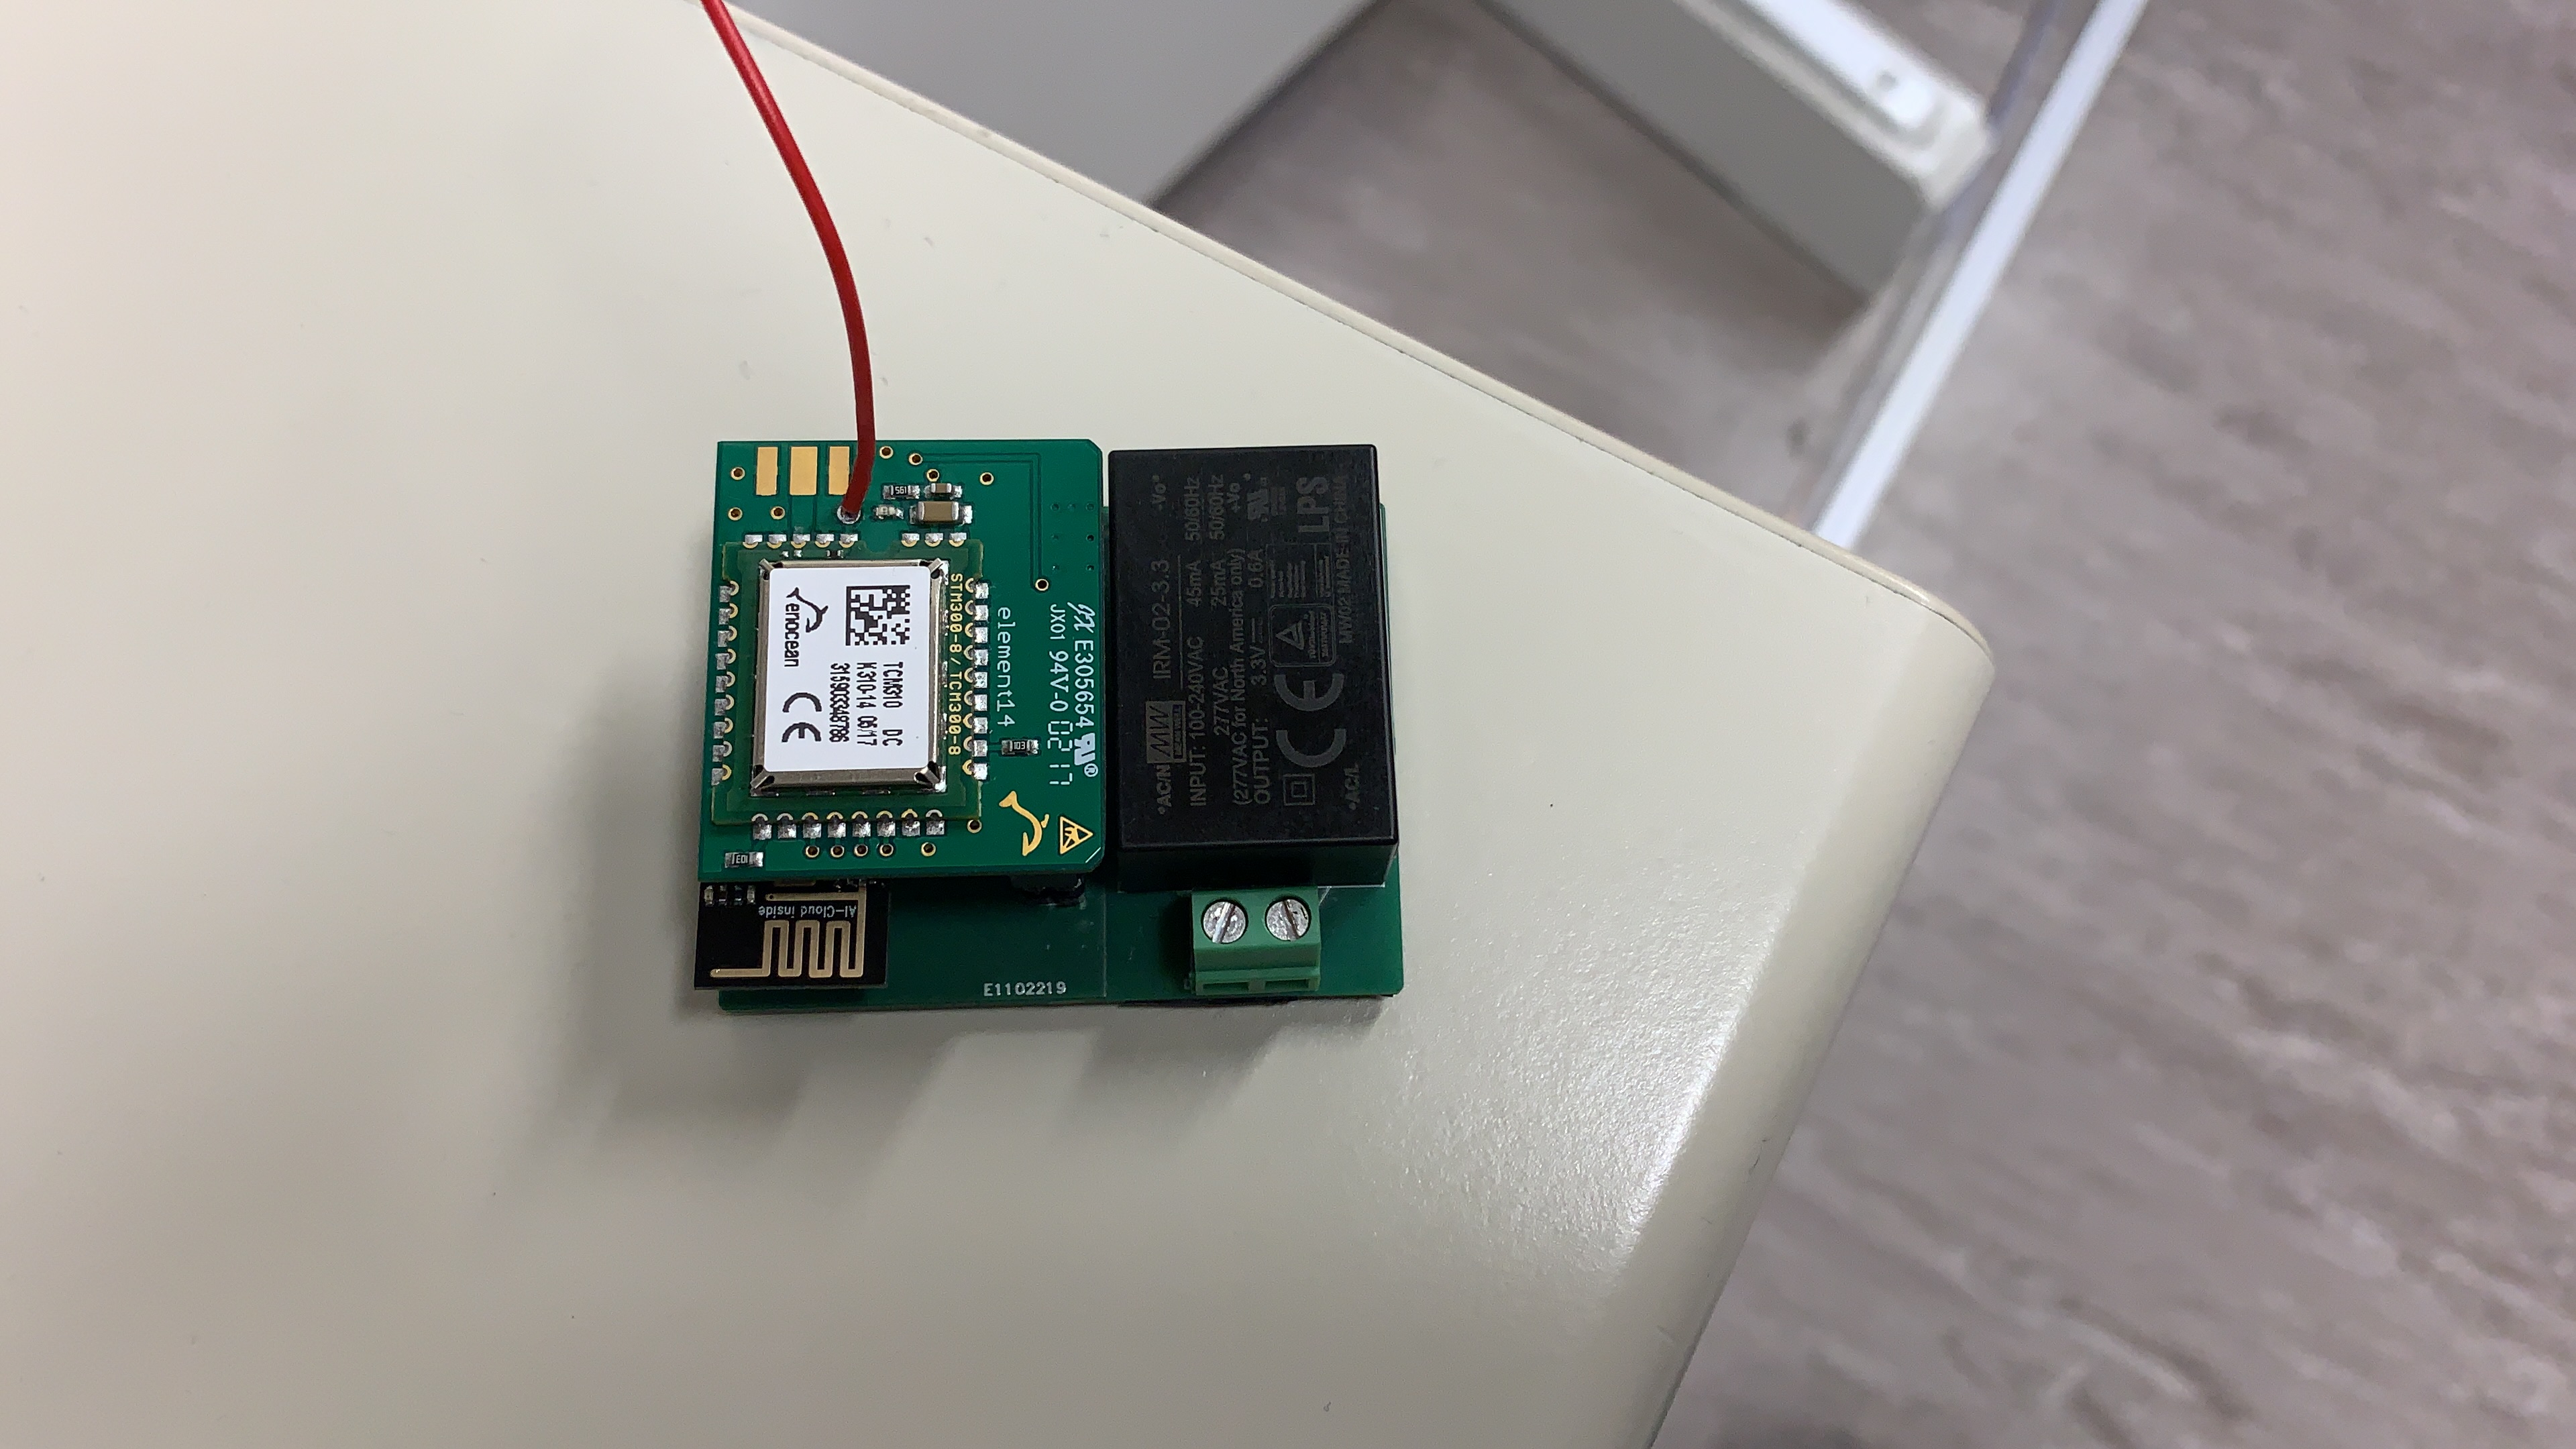 enocean
TCM310 DC
K310-14 06/17
STM300-8/TCM300-8
element14
E305654
JX01 94V-0
02 17
103
AI-Cloud inside
E1102219
MW
MEAN WELL
IRM-02-3.3
INPUT: 100-240VAC 45mA 50/60Hz
277VAC 25mA 50/60Hz
(277VAC for North America only)
OUTPUT: 3.3V 0.6A
AC/N
-Vo
+Vo
AC/L
CE
LPS
MW02 MADE IN CHINA